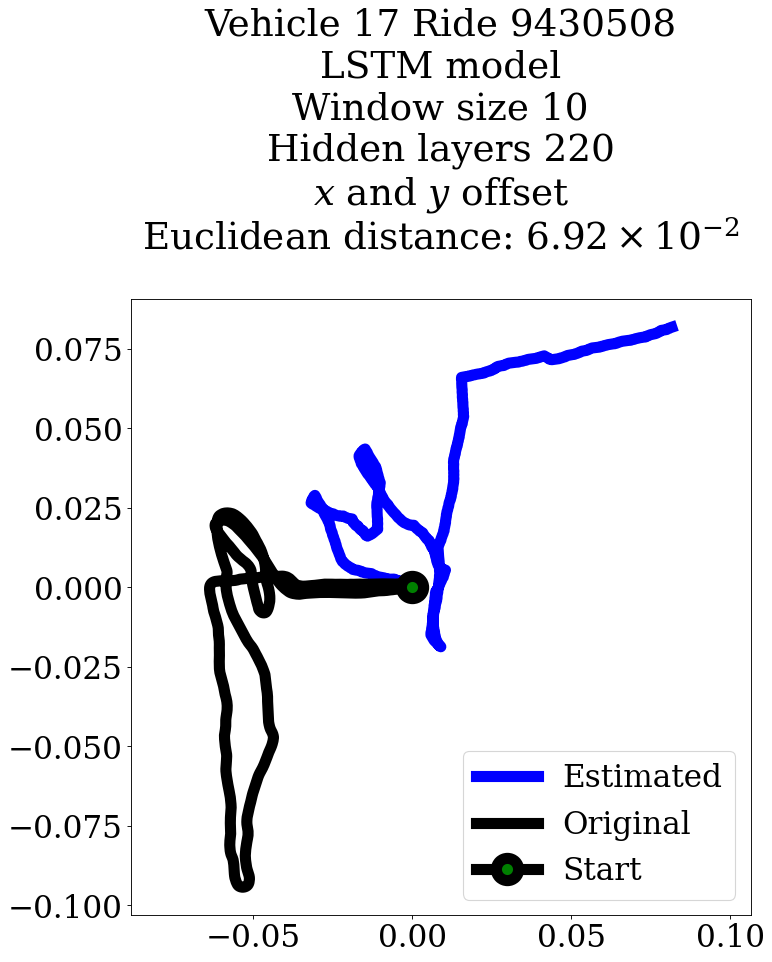 Vehicle 17 Ride 9430508
LSTM model
Window size 10
Hidden layers 220
x and y offset
Euclidean distance: 6.92 × 10⁻²
0.075
0.050
0.025
0.000
−0.025
−0.050
−0.075
−0.100
Estimated
Original
Start
−0.05 0.00 0.05 0.10